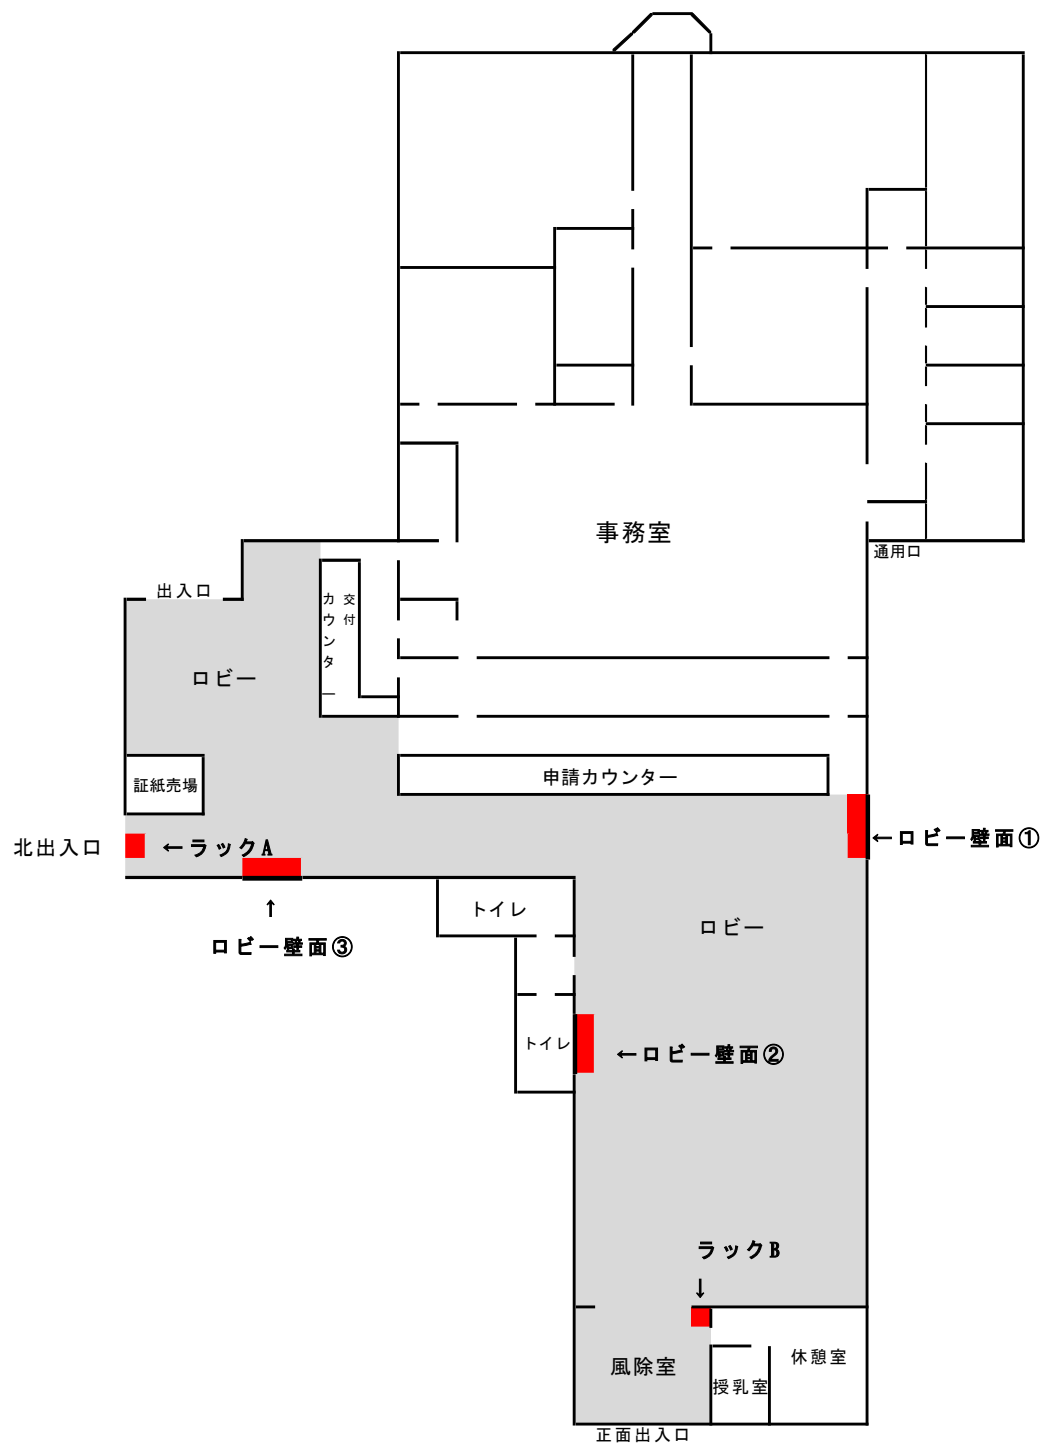 事務室
通用口
出入口
交付
カウンター
ロビー
申請カウンター
証紙売場
←ロビー壁面①
北出入口
←ラックA
↑
ロビー壁面③
トイレ
ロビー
トイレ
←ロビー壁面②
ラックB
↓
風除室
休憩室
授乳室
正面出入口